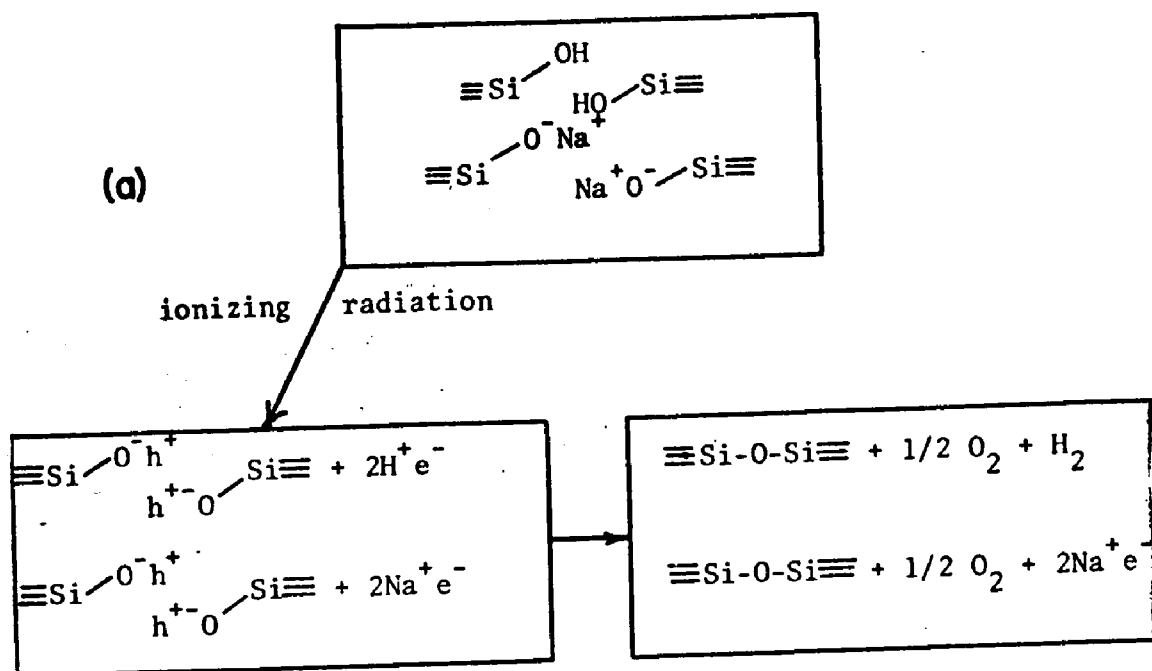 ≡Si-OH
HO-Si≡
≡Si-O⁻Na⁺
Na⁺O⁻-Si≡
(a)
ionizing radiation
≡Si-O⁻h⁺
h⁺⁻O-Si≡ + 2H⁺e⁻
≡Si-O⁻h⁺
h⁺⁻O-Si≡ + 2Na⁺e⁻
≡Si-O-Si≡ + 1/2 O₂ + H₂
≡Si-O-Si≡ + 1/2 O₂ + 2Na⁺e⁻